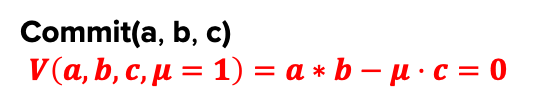 Commit(a, b, c)
V(a, b, c, μ = 1) = a ∗ b − μ · c = 0